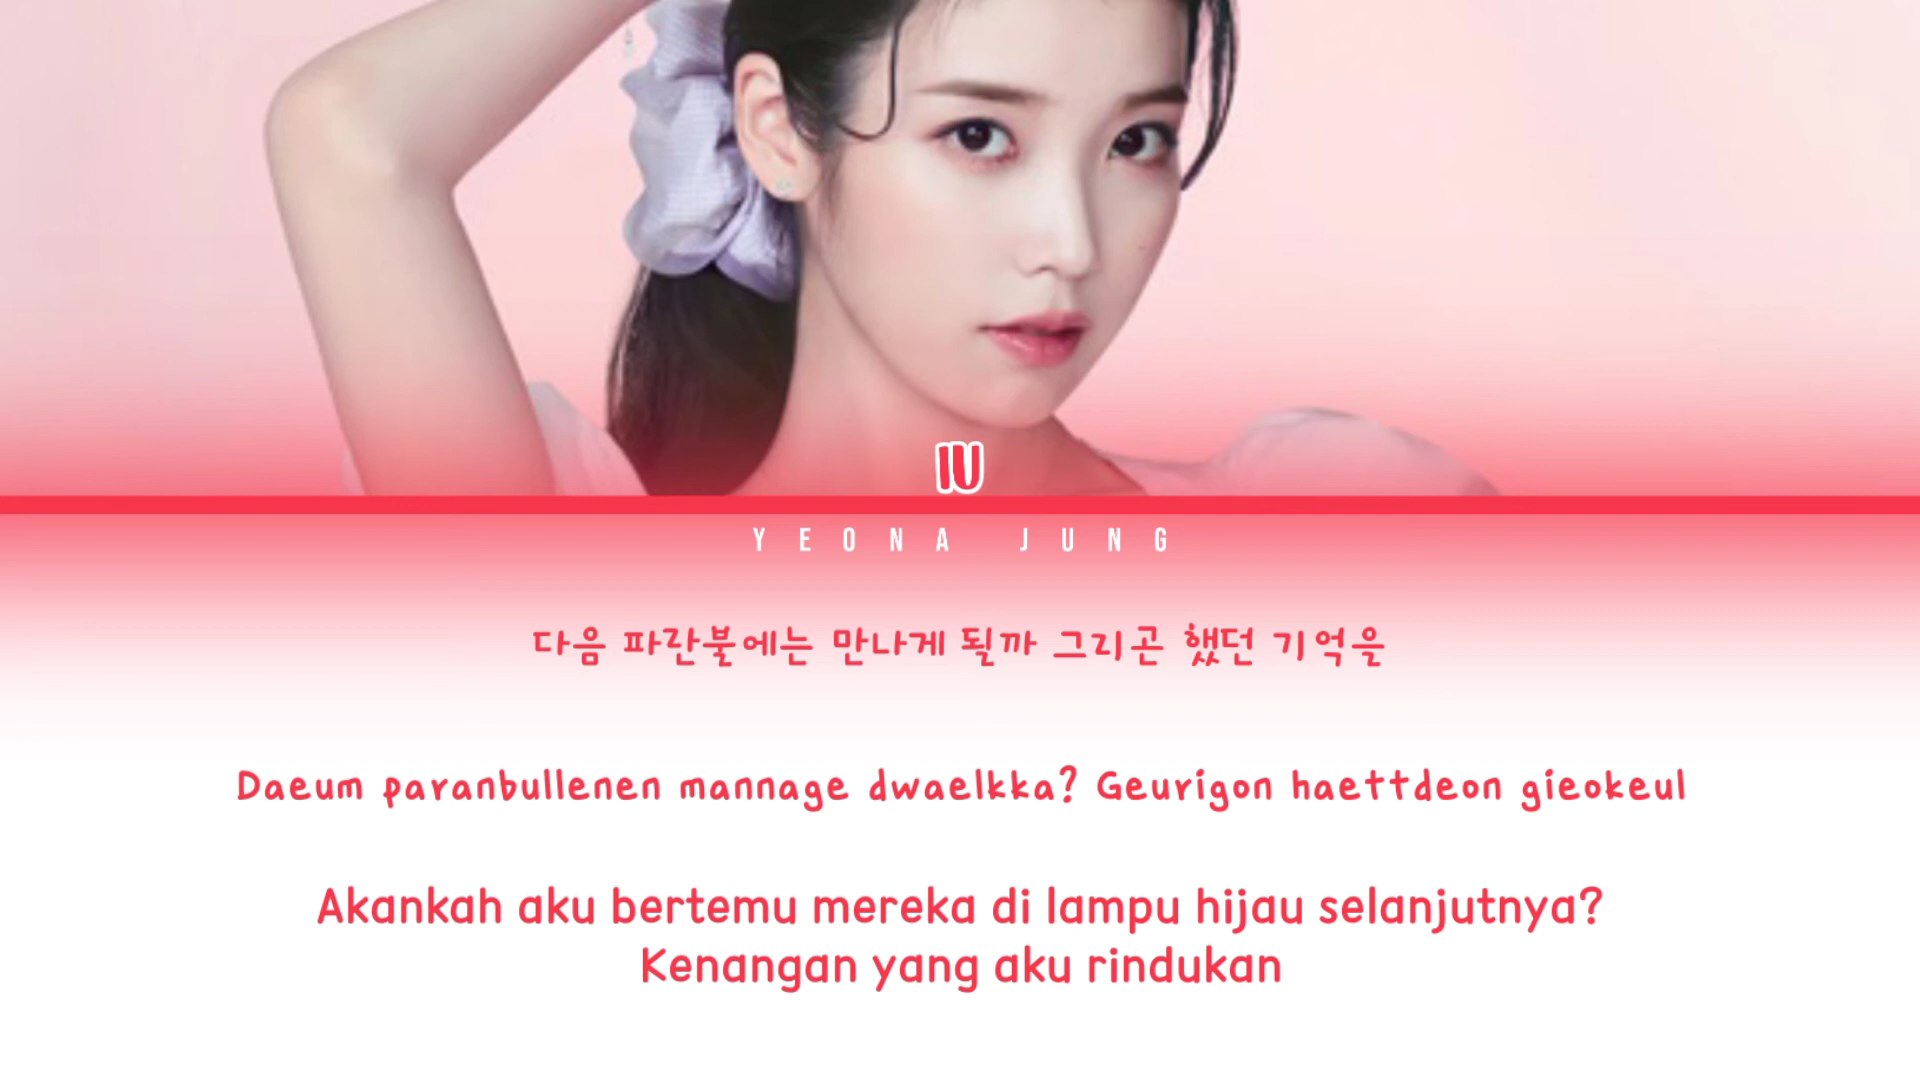 IU
YEONA JUNG
다음 파란불에는 만나게 될까 그리곤 했던 기억을
Daeum paranbullenen mannage dwaelkka? Geurigon haettdeon gieokeul
Akankah aku bertemu mereka di lampu hijau selanjutnya?
Kenangan yang aku rindukan